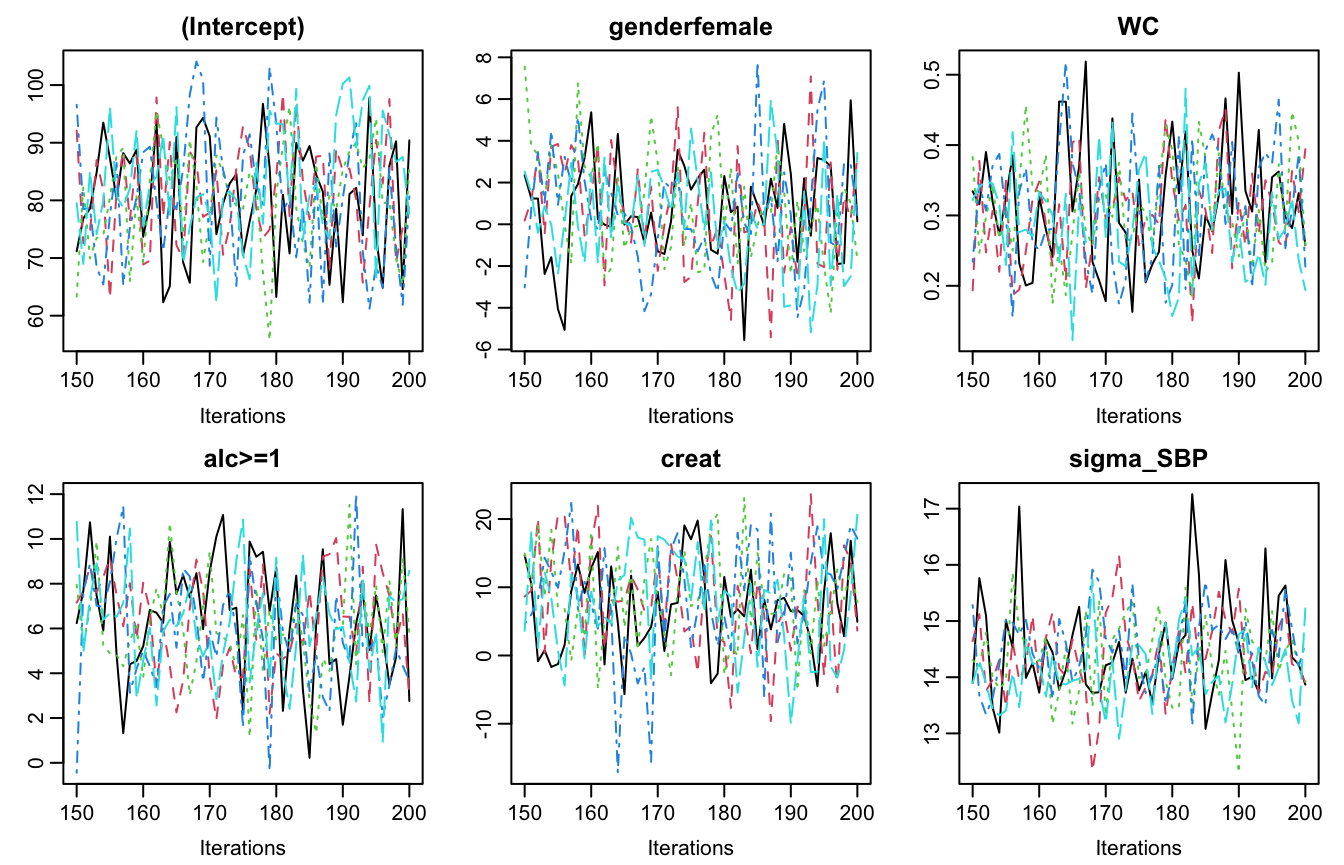 (Intercept)
100
90
80
70
60
150 160 170 180 190 200
Iterations
genderfemale
8
6
4
2
0
-2
-4
-6
150 160 170 180 190 200
Iterations
WC
0.5
0.4
0.3
0.2
150 160 170 180 190 200
Iterations
alc>=1
12
10
8
6
4
2
0
150 160 170 180 190 200
Iterations
creat
20
10
0
-10
150 160 170 180 190 200
Iterations
sigma_SBP
17
16
15
14
13
150 160 170 180 190 200
Iterations